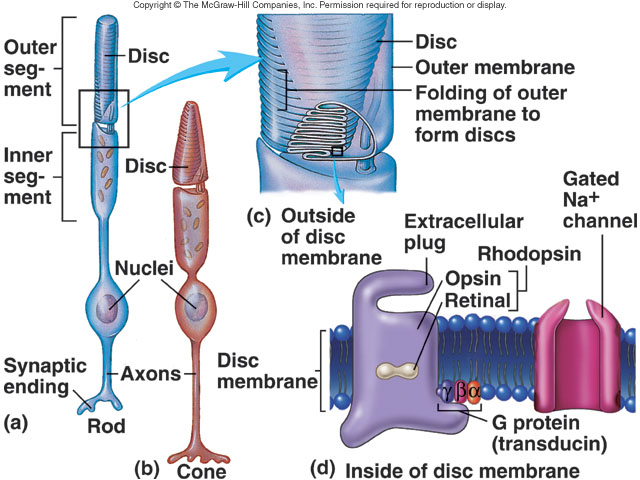 Copyright © The McGraw-Hill Companies, Inc. Permission required for reproduction or display.
Outer
seg-
ment
Disc
Inner
seg-
ment
Disc
Nuclei
Synaptic
ending
Axons
(a)
Rod
(b)
Cone
Disc
Outer membrane
Folding of outer
membrane to
form discs
(c)
Outside
of disc
membrane
Extracellular
plug
Gated
Na+
channel
Rhodopsin
Opsin
Retinal
Disc
membrane
γ β α
G protein
(transducin)
(d)
Inside of disc membrane